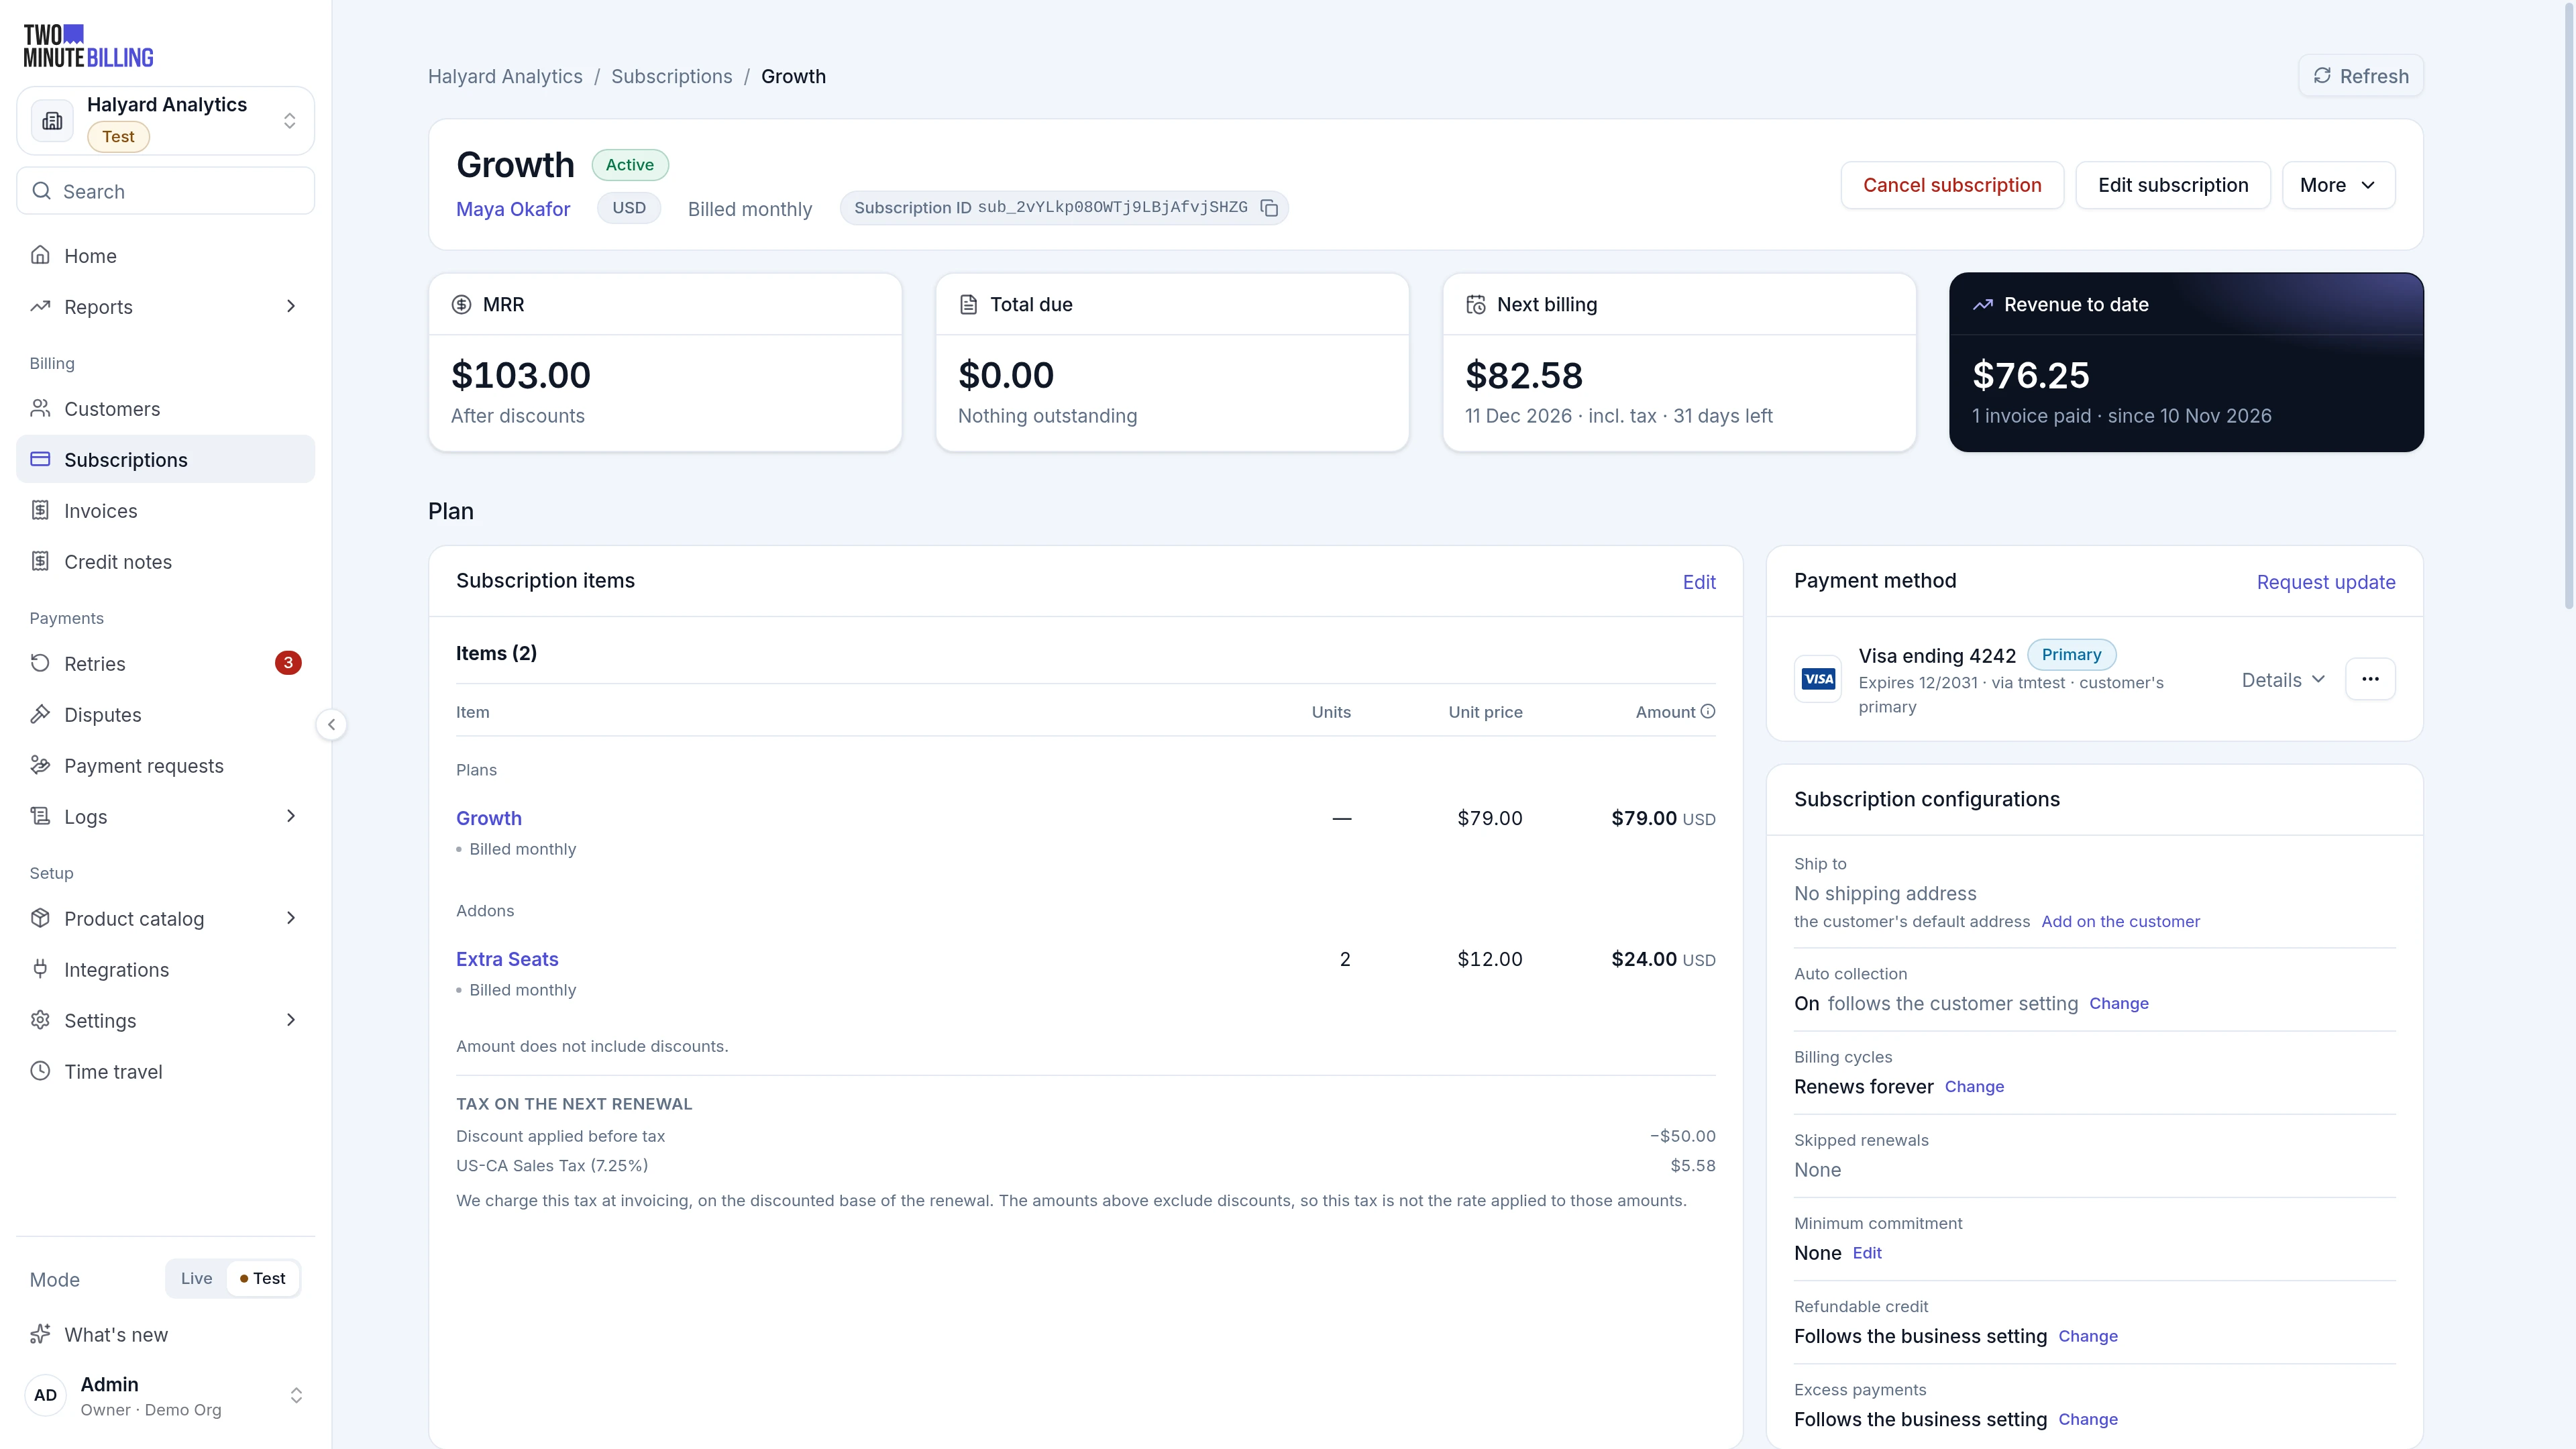 TWO
MINUTE BILLING
Halyard Analytics
Test
Search
Home
Reports
Billing
Customers
Subscriptions
Invoices
Credit notes
Payments
Retries 3
Disputes
Payment requests
Logs
Setup
Product catalog
Integrations
Settings
Time travel
Mode Live Test
What's new
AD Admin
Owner · Demo Org
Halyard Analytics / Subscriptions / Growth
Refresh
Growth Active
Maya Okafor USD Billed monthly Subscription ID sub_2vYLkp08OWTj9LBjAfvjSHZG
Cancel subscription Edit subscription More
MRR
$103.00
After discounts
Total due
$0.00
Nothing outstanding
Next billing
$82.58
11 Dec 2026 · incl. tax · 31 days left
Revenue to date
$76.25
1 invoice paid · since 10 Nov 2026
Plan
Subscription items Edit
Items (2)
Item Units Unit price Amount
Plans
Growth — $79.00 $79.00 USD
• Billed monthly
Addons
Extra Seats 2 $12.00 $24.00 USD
• Billed monthly
Amount does not include discounts.
TAX ON THE NEXT RENEWAL
Discount applied before tax −$50.00
US-CA Sales Tax (7.25%) $5.58
We charge this tax at invoicing, on the discounted base of the renewal. The amounts above exclude discounts, so this tax is not the rate applied to those amounts.
Payment method Request update
VISA
Visa ending 4242 Primary
Expires 12/2031 · via tmtest · customer's
primary
Details
Subscription configurations
Ship to
No shipping address
the customer's default address Add on the customer
Auto collection
On follows the customer setting Change
Billing cycles
Renews forever Change
Skipped renewals
None
Minimum commitment
None Edit
Refundable credit
Follows the business setting Change
Excess payments
Follows the business setting Change